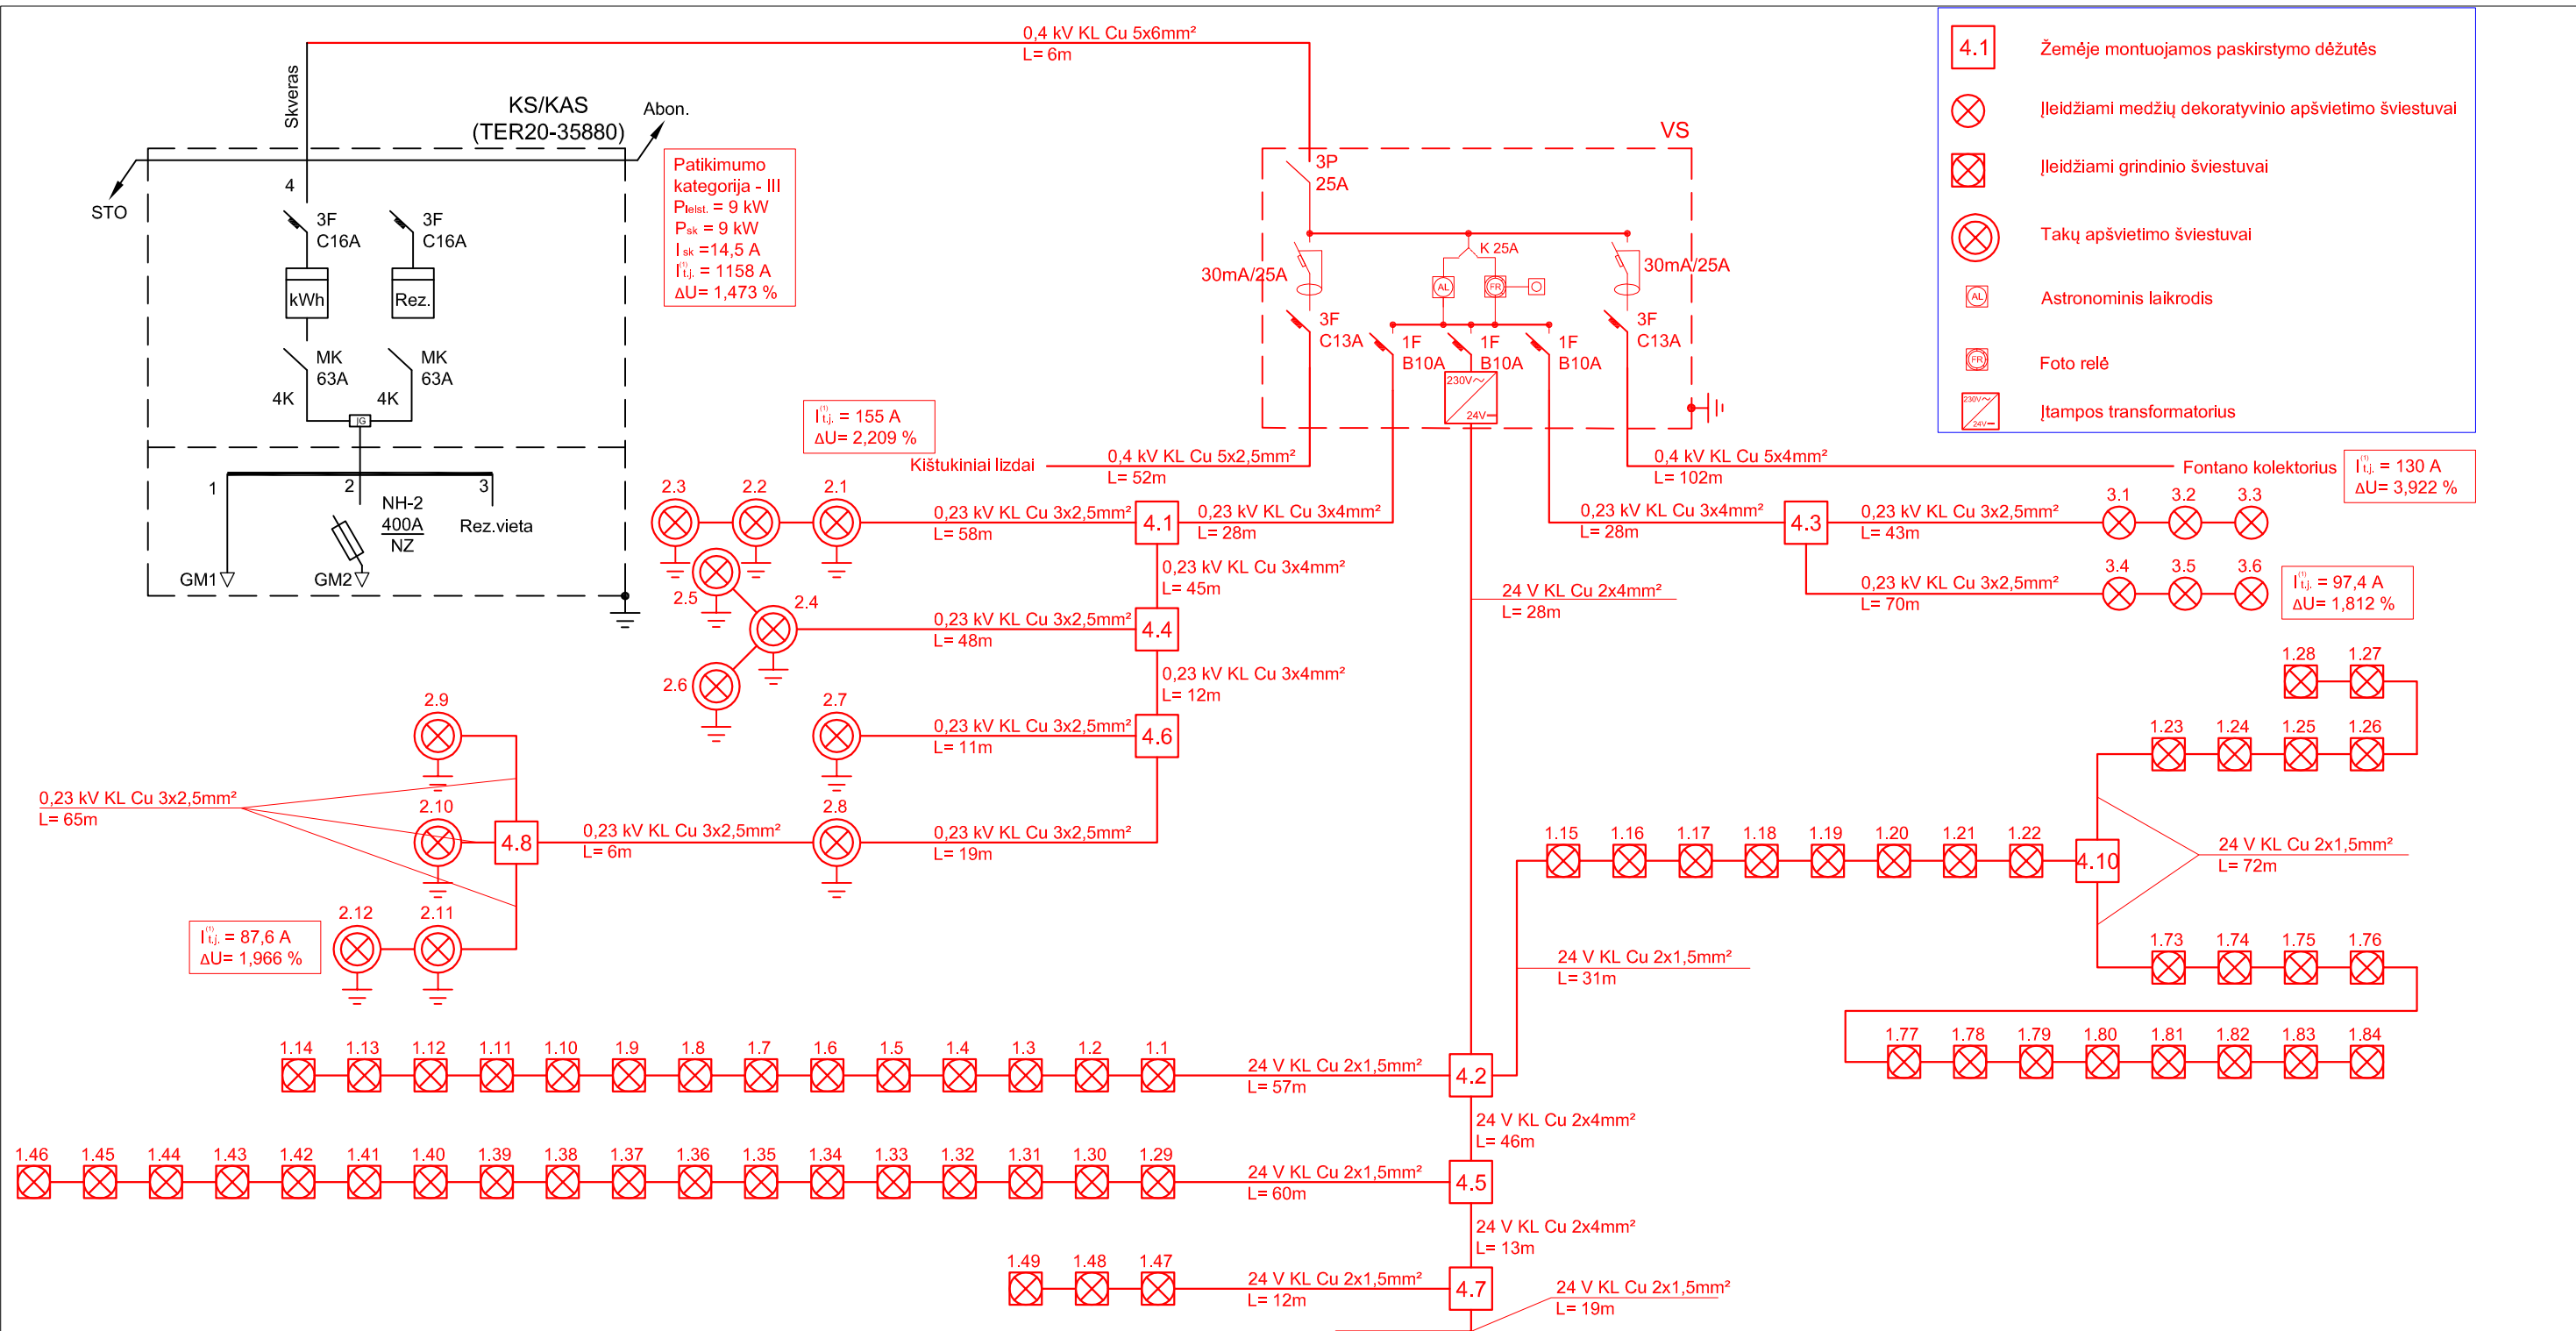 0,4 kV KL Cu 5x6mm²
L= 6m
Skveras
KS/KAS
(TER20-35880)
Abon.
STO
4
3F
C16A
3F
C16A
kWh
Rez.
MK
63A
MK
63A
4K
4K
ĮG
1
2
3
NH-2
400A
NZ
Rez.vieta
GM1
GM2
Patikimumo
kategorija - III
PĮelst. = 9 kW
Psk = 9 kW
I sk =14,5 A
I(1)t.j. = 1158 A
ΔU= 1,473 %
VS
3P
25A
K 25A
30mA/25A
30mA/25A
AL
FR
3F
C13A
1F
B10A
1F
B10A
1F
B10A
3F
C13A
230V~
24V
4.1
Žemėje montuojamos paskirstymo dėžutės
Įleidžiami medžių dekoratyvinio apšvietimo šviestuvai
Įleidžiami grindinio šviestuvai
Takų apšvietimo šviestuvai
AL
Astronominis laikrodis
FR
Foto relė
230V~
24V
Įtampos transformatorius
I(1)t.j. = 155 A
ΔU= 2,209 %
Kištukiniai lizdai
0,4 kV KL Cu 5x2,5mm²
L= 52m
0,4 kV KL Cu 5x4mm²
L= 102m
Fontano kolektorius
I(1)t.j. = 130 A
ΔU= 3,922 %
2.3
2.2
2.1
0,23 kV KL Cu 3x2,5mm²
L= 58m
4.1
0,23 kV KL Cu 3x4mm²
L= 28m
0,23 kV KL Cu 3x4mm²
L= 28m
4.3
0,23 kV KL Cu 3x2,5mm²
L= 43m
3.1
3.2
3.3
0,23 kV KL Cu 3x2,5mm²
L= 70m
3.4
3.5
3.6
I(1)t.j. = 97,4 A
ΔU= 1,812 %
0,23 kV KL Cu 3x4mm²
L= 45m
2.5
2.4
2.6
0,23 kV KL Cu 3x2,5mm²
L= 48m
4.4
24 V KL Cu 2x4mm²
L= 28m
0,23 kV KL Cu 3x4mm²
L= 12m
2.7
0,23 kV KL Cu 3x2,5mm²
L= 11m
4.6
2.9
0,23 kV KL Cu 3x2,5mm²
L= 65m
2.10
4.8
0,23 kV KL Cu 3x2,5mm²
L= 6m
2.8
0,23 kV KL Cu 3x2,5mm²
L= 19m
2.12
2.11
I(1)t.j. = 87,6 A
ΔU= 1,966 %
1.28
1.27
1.23
1.24
1.25
1.26
1.15
1.16
1.17
1.18
1.19
1.20
1.21
1.22
4.10
24 V KL Cu 2x1,5mm²
L= 72m
24 V KL Cu 2x1,5mm²
L= 31m
1.73
1.74
1.75
1.76
1.77
1.78
1.79
1.80
1.81
1.82
1.83
1.84
1.14
1.13
1.12
1.11
1.10
1.9
1.8
1.7
1.6
1.5
1.4
1.3
1.2
1.1
24 V KL Cu 2x1,5mm²
L= 57m
4.2
24 V KL Cu 2x4mm²
L= 46m
1.46
1.45
1.44
1.43
1.42
1.41
1.40
1.39
1.38
1.37
1.36
1.35
1.34
1.33
1.32
1.31
1.30
1.29
24 V KL Cu 2x1,5mm²
L= 60m
4.5
24 V KL Cu 2x4mm²
L= 13m
1.49
1.48
1.47
24 V KL Cu 2x1,5mm²
L= 12m
4.7
24 V KL Cu 2x1,5mm²
L= 19m